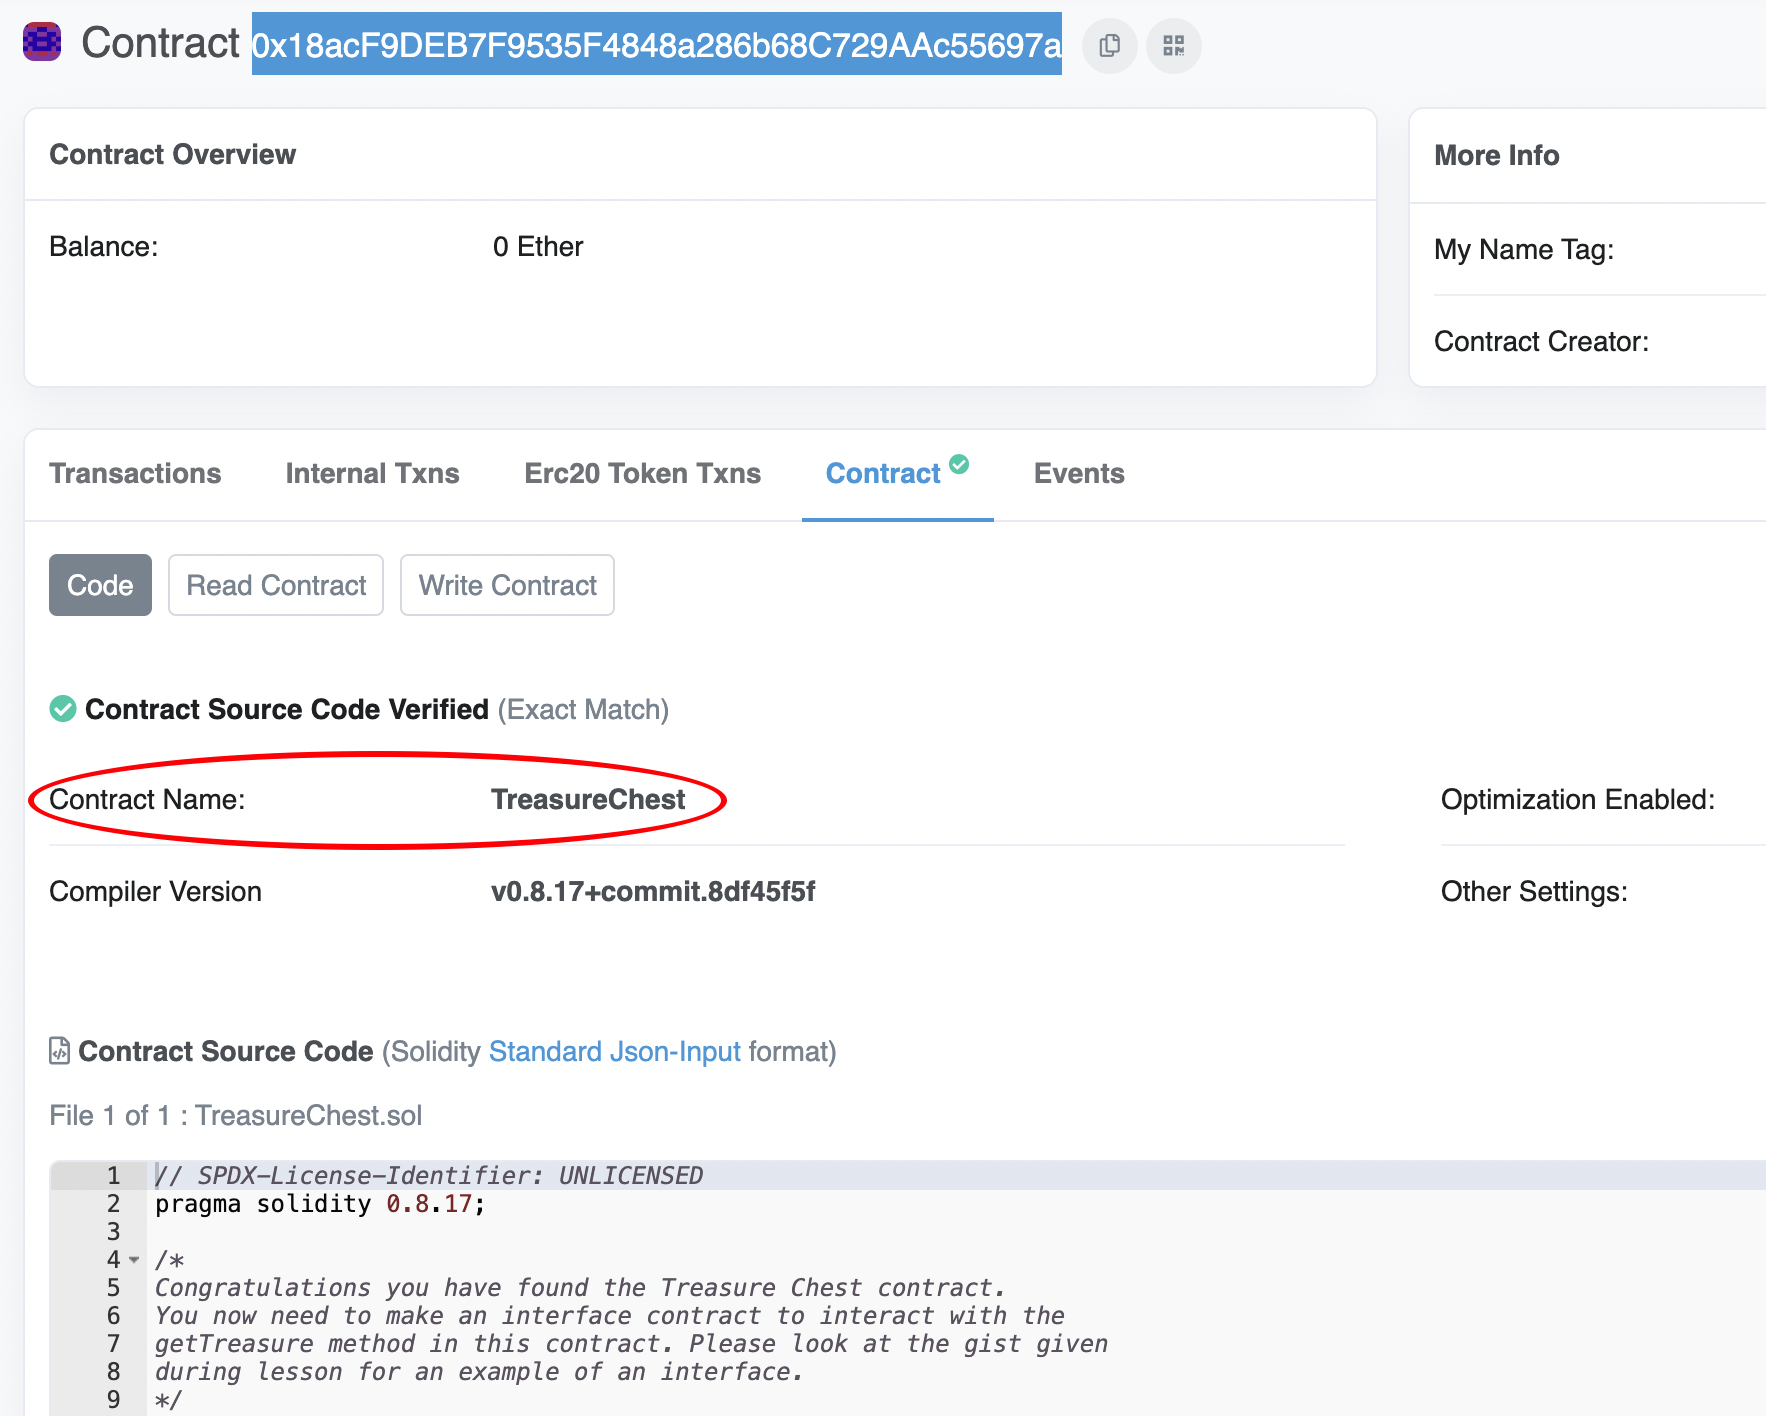 Contract 0x18acF9DEB7F9535F4848a286b68C729AAc55697a
Contract Overview
Balance: 0 Ether
More Info
My Name Tag:
Contract Creator:
Transactions Internal Txns Erc20 Token Txns Contract Events
Code Read Contract Write Contract
Contract Source Code Verified (Exact Match)
Contract Name: TreasureChest
Optimization Enabled:
Compiler Version v0.8.17+commit.8df45f5f
Other Settings:
Contract Source Code (Solidity Standard Json-Input format)
File 1 of 1 : TreasureChest.sol
1 // SPDX-License-Identifier: UNLICENSED
2 pragma solidity 0.8.17;
3
4 /*
5 Congratulations you have found the Treasure Chest contract.
6 You now need to make an interface contract to interact with the
7 getTreasure method in this contract. Please look at the gist given
8 during lesson for an example of an interface.
9 */